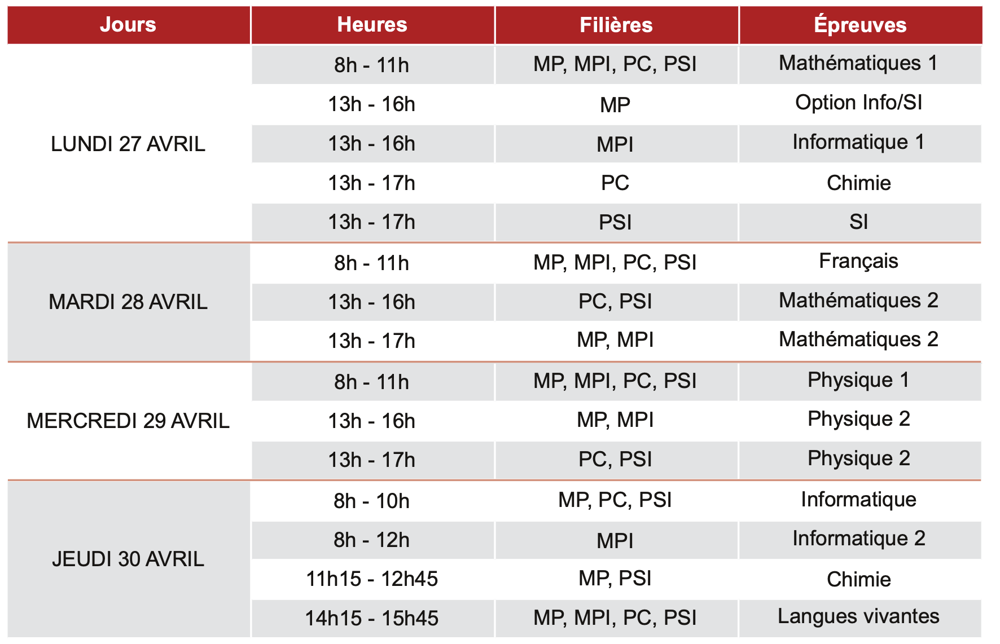 Jours Heures Filières Épreuves
LUNDI 27 AVRIL
8h - 11h MP, MPI, PC, PSI Mathématiques 1
13h - 16h MP Option Info/SI
13h - 16h MPI Informatique 1
13h - 17h PC Chimie
13h - 17h PSI SI
MARDI 28 AVRIL
8h - 11h MP, MPI, PC, PSI Français
13h - 16h PC, PSI Mathématiques 2
13h - 17h MP, MPI Mathématiques 2
MERCREDI 29 AVRIL
8h - 11h MP, MPI, PC, PSI Physique 1
13h - 16h MP, MPI Physique 2
13h - 17h PC, PSI Physique 2
JEUDI 30 AVRIL
8h - 10h MP, PC, PSI Informatique
8h - 12h MPI Informatique 2
11h15 - 12h45 MP, PSI Chimie
14h15 - 15h45 MP, MPI, PC, PSI Langues vivantes